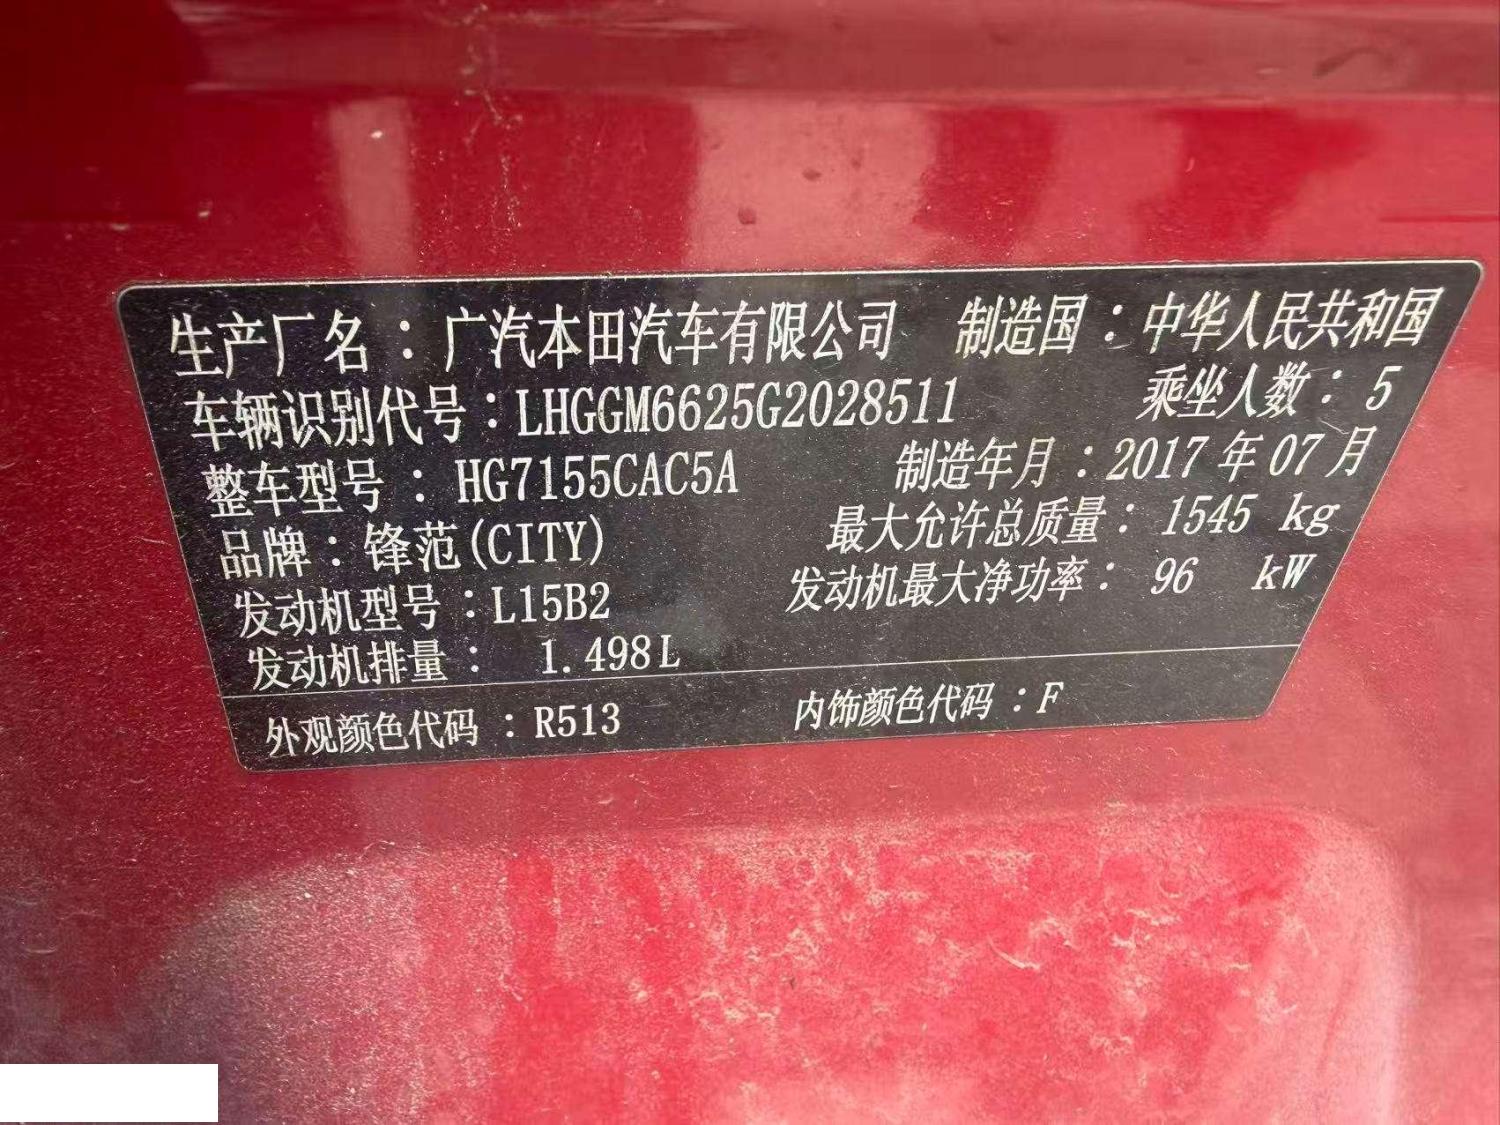 生产厂名：广汽本田汽车有限公司 制造国：中华人民共和国
车辆识别代号：LHGGM6625G2028511 乘坐人数：5
整车型号：HG7155CAC5A 制造年月：2017年07月
品牌：锋范(CITY) 最大允许总质量：1545 kg
发动机型号：L15B2 发动机最大净功率：96 kW
发动机排量：1.498L
外观颜色代码：R513 内饰颜色代码：F